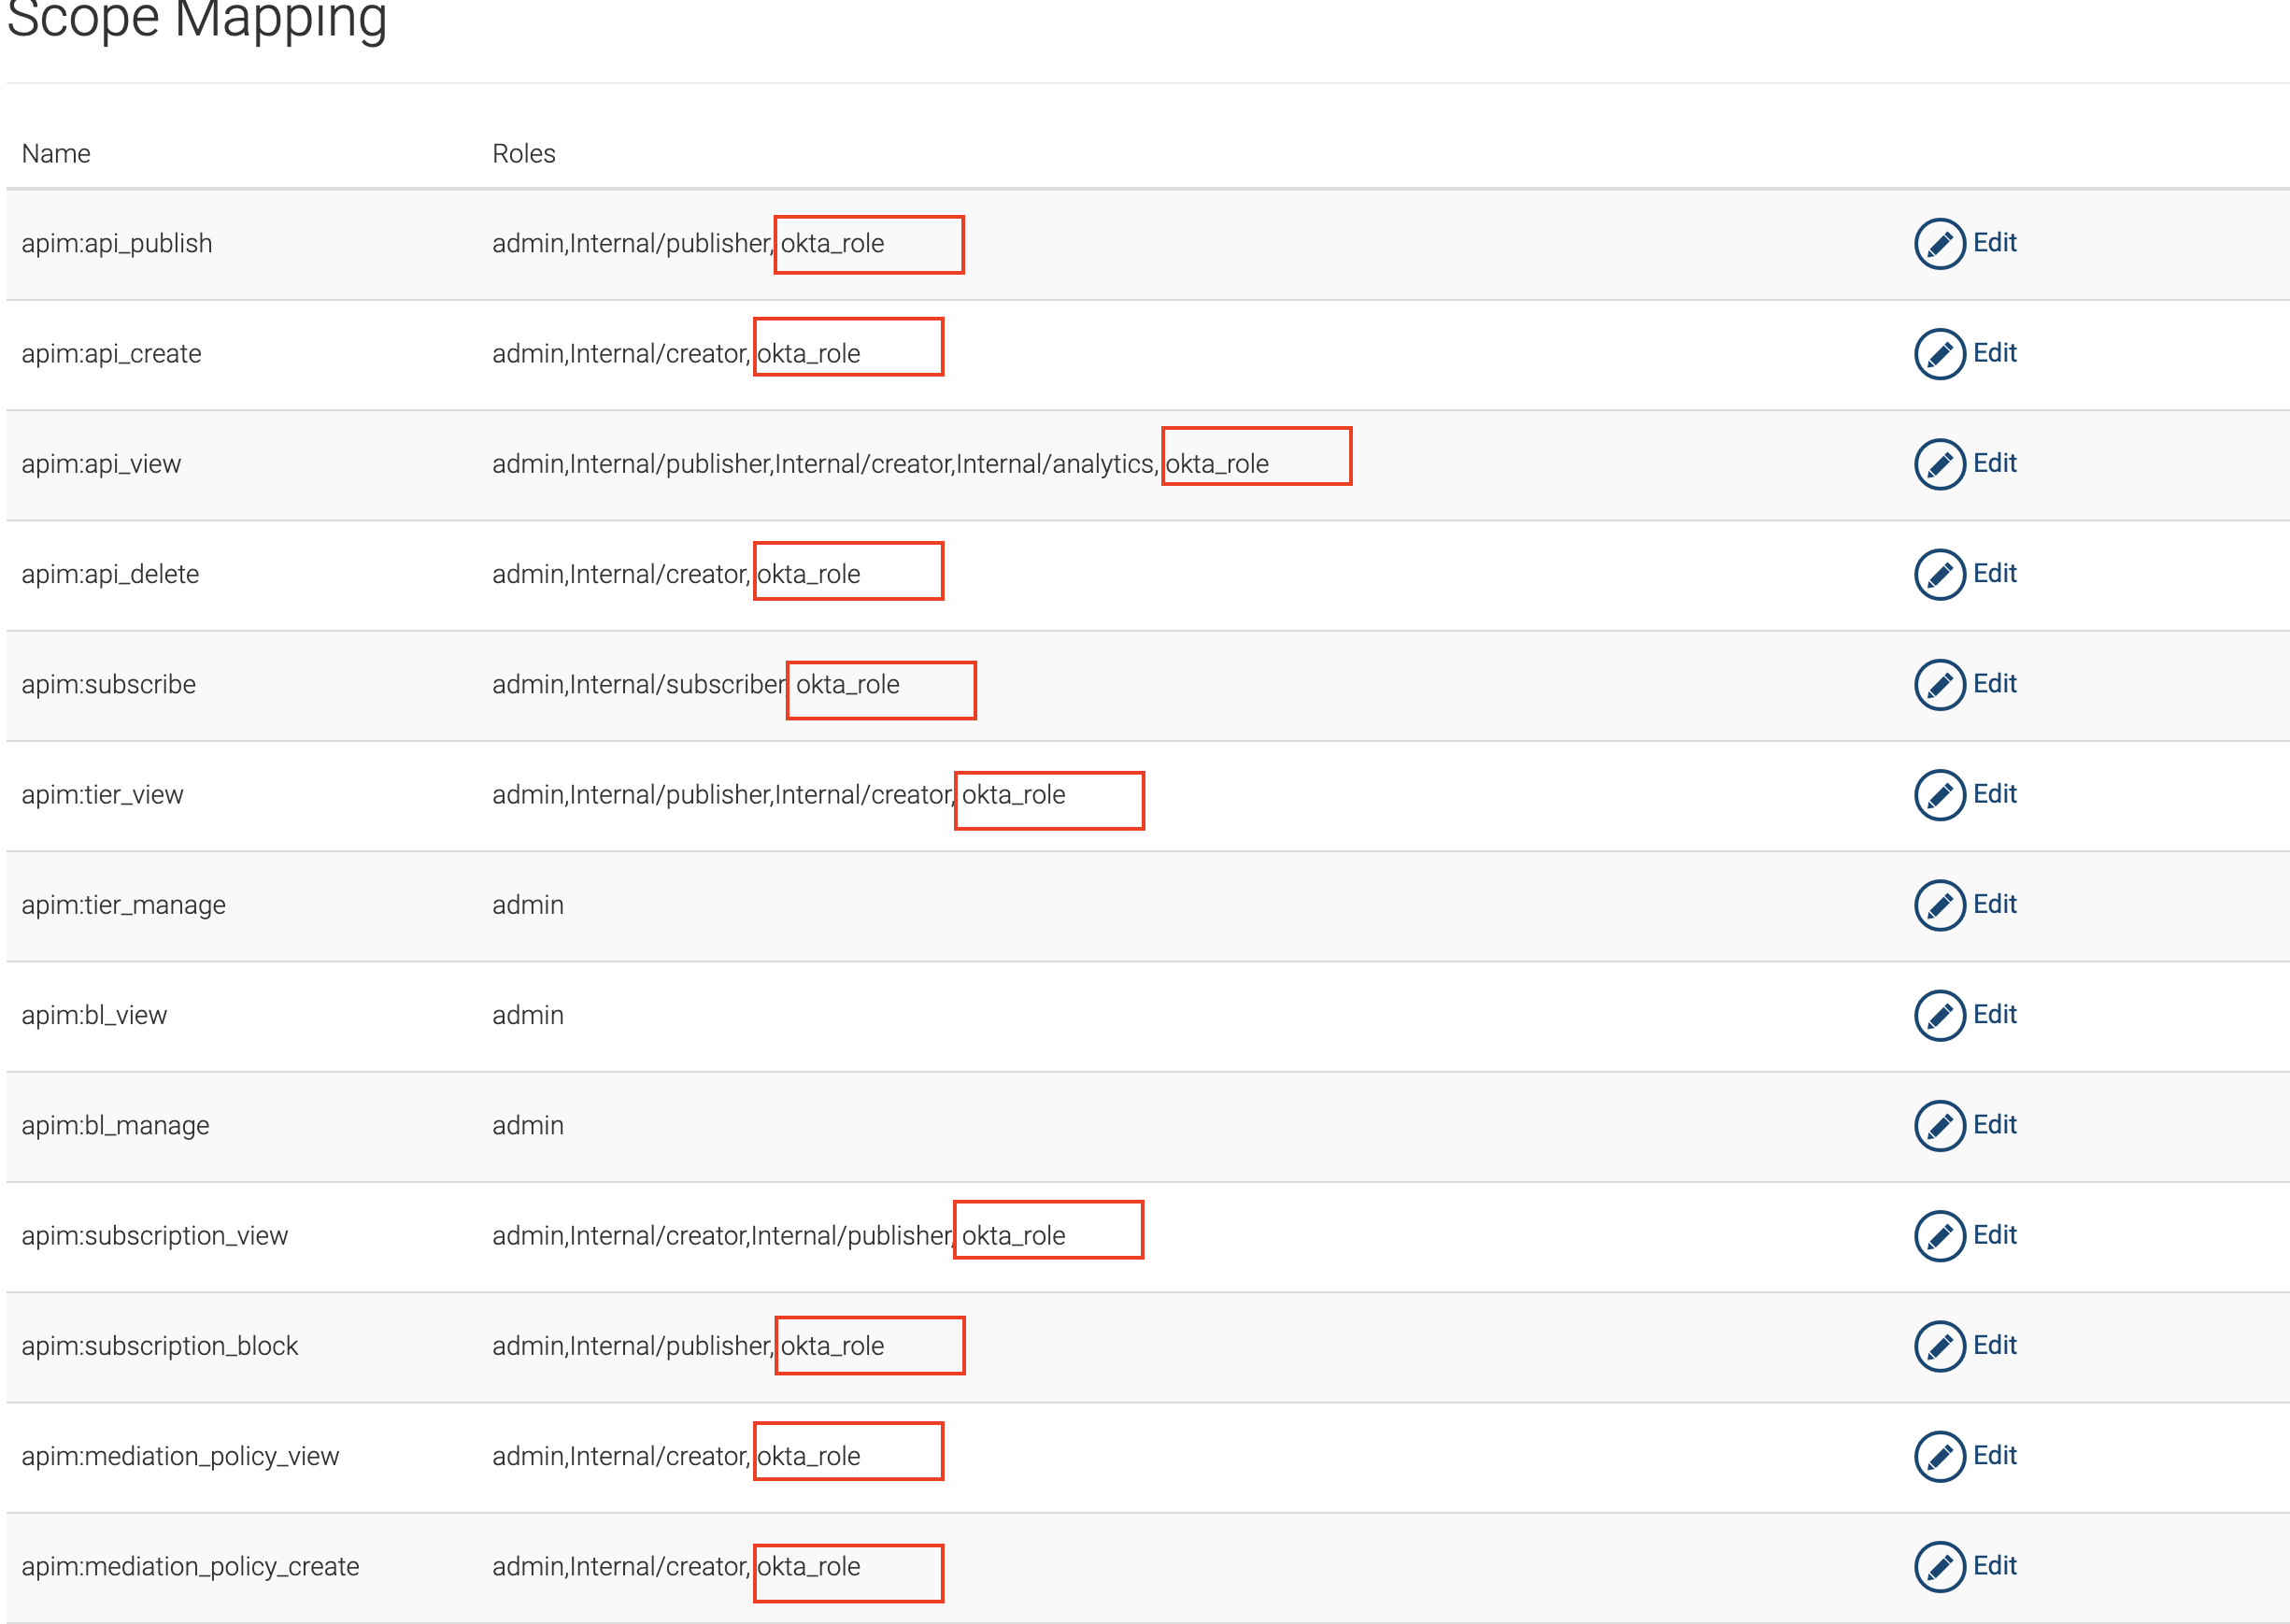 Scope Mapping
Name Roles
apim:api_publish admin,Internal/publisher, okta_role Edit
apim:api_create admin,Internal/creator, okta_role Edit
apim:api_view admin,Internal/publisher,Internal/creator,Internal/analytics, okta_role Edit
apim:api_delete admin,Internal/creator, okta_role Edit
apim:subscribe admin,Internal/subscriber, okta_role Edit
apim:tier_view admin,Internal/publisher,Internal/creator, okta_role Edit
apim:tier_manage admin Edit
apim:bl_view admin Edit
apim:bl_manage admin Edit
apim:subscription_view admin,Internal/creator,Internal/publisher, okta_role Edit
apim:subscription_block admin,Internal/publisher, okta_role Edit
apim:mediation_policy_view admin,Internal/creator, okta_role Edit
apim:mediation_policy_create admin,Internal/creator, okta_role Edit